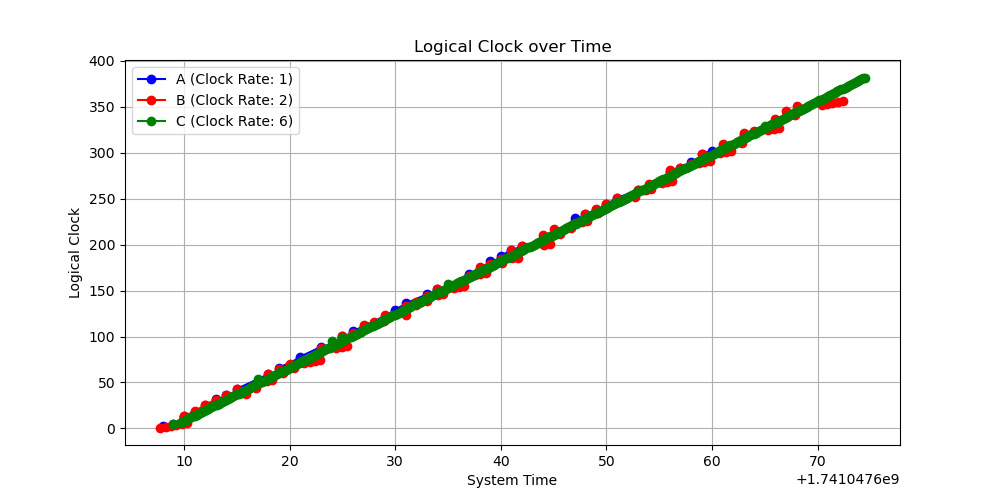 Logical Clock over Time
400
350
300
250
200
150
100
50
0
Logical Clock
A (Clock Rate: 1)
B (Clock Rate: 2)
C (Clock Rate: 6)
10 20 30 40 50 60 70
+1.7410476e9
System Time